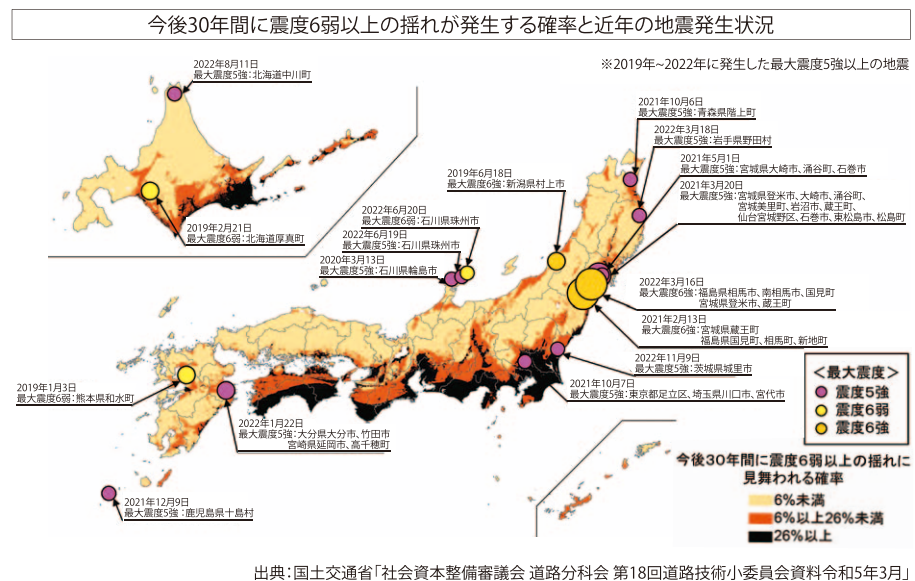 今後30年間に震度6弱以上の揺れが発生する確率と近年の地震発生状況
※2019年~2022年に発生した最大震度5強以上の地震
2022年8月11日
最大震度5強：北海道中川町
2019年2月21日
最大震度6弱：北海道厚真町
2019年6月18日
最大震度6強：新潟県村上市
2022年6月20日
最大震度6弱：石川県珠州市
2022年6月19日
最大震度5強：石川県珠州市
2020年3月13日
最大震度5強：石川県輪島市
2021年10月6日
最大震度5強：青森県階上町
2022年3月18日
最大震度5強：岩手県野田村
2021年5月1日
最大震度5強：宮城県大崎市、涌谷町、石巻市
2021年3月20日
最大震度5強：宮城県登米市、大崎市、涌谷町、
宮城美里町、岩沼市、蔵王町、
仙台宮城野区、石巻市、東松島市、松島町
2022年3月16日
最大震度6強：福島県相馬市、南相馬市、国見町
宮城県登米市、蔵王町
2021年2月13日
最大震度6強：宮城県蔵王町
福島県国見町、相馬町、新地町
2022年11月9日
最大震度5強：茨城県城里市
2021年10月7日
最大震度5強：東京都足立区、埼玉県川口市、宮代市
2019年1月3日
最大震度6弱：熊本県和水町
2022年1月22日
最大震度5強：大分県大分市、竹田市
宮崎県延岡市、高千穂町
2021年12月9日
最大震度5強：鹿児島県十島村
＜最大震度＞
震度5強
震度6弱
震度6強
今後30年間に震度6弱以上の揺れに
見舞われる確率
6%未満
6%以上26%未満
26%以上
出典：国土交通省「社会資本整備審議会 道路分科会 第18回道路技術小委員会資料令和5年3月」